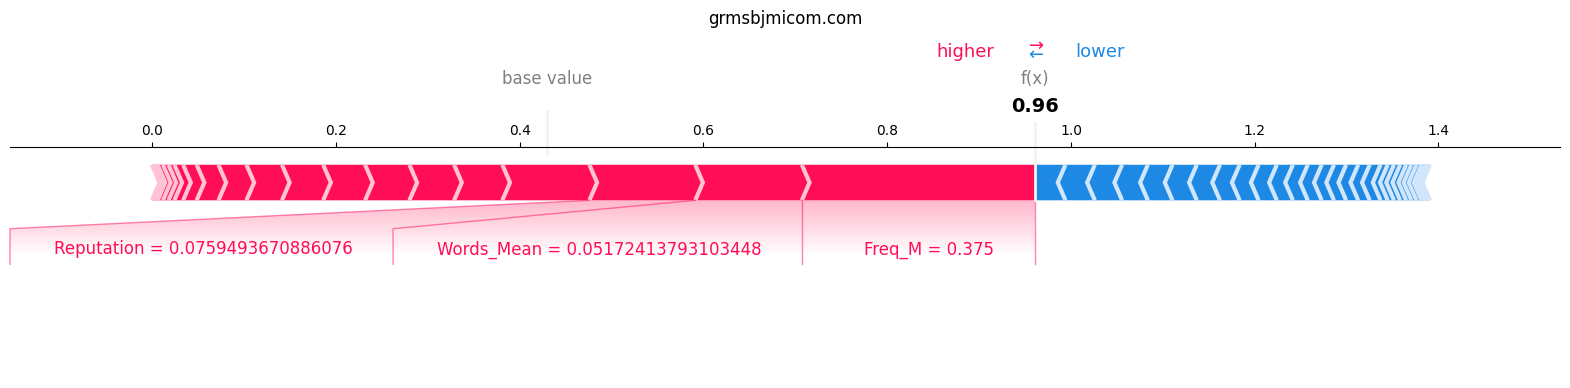 grmsbjmicom.com
higher → ← lower
base value f(x)
0.96
0.0 0.2 0.4 0.6 0.8 1.0 1.2 1.4
Reputation = 0.0759493670886076 Words_Mean = 0.05172413793103448 Freq_M = 0.375